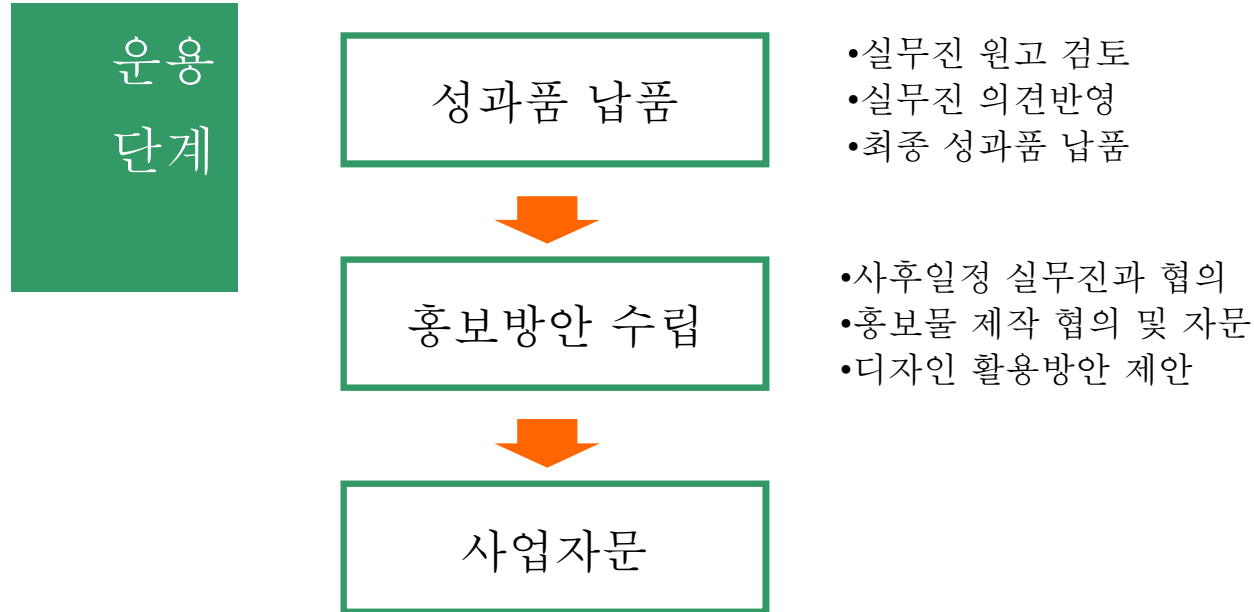 운용
단계
성과품 납품
•실무진 원고 검토
•실무진 의견반영
•최종 성과품 납품
홍보방안 수립
•사후일정 실무진과 협의
•홍보물 제작 협의 및 자문
•디자인 활용방안 제안
사업자문